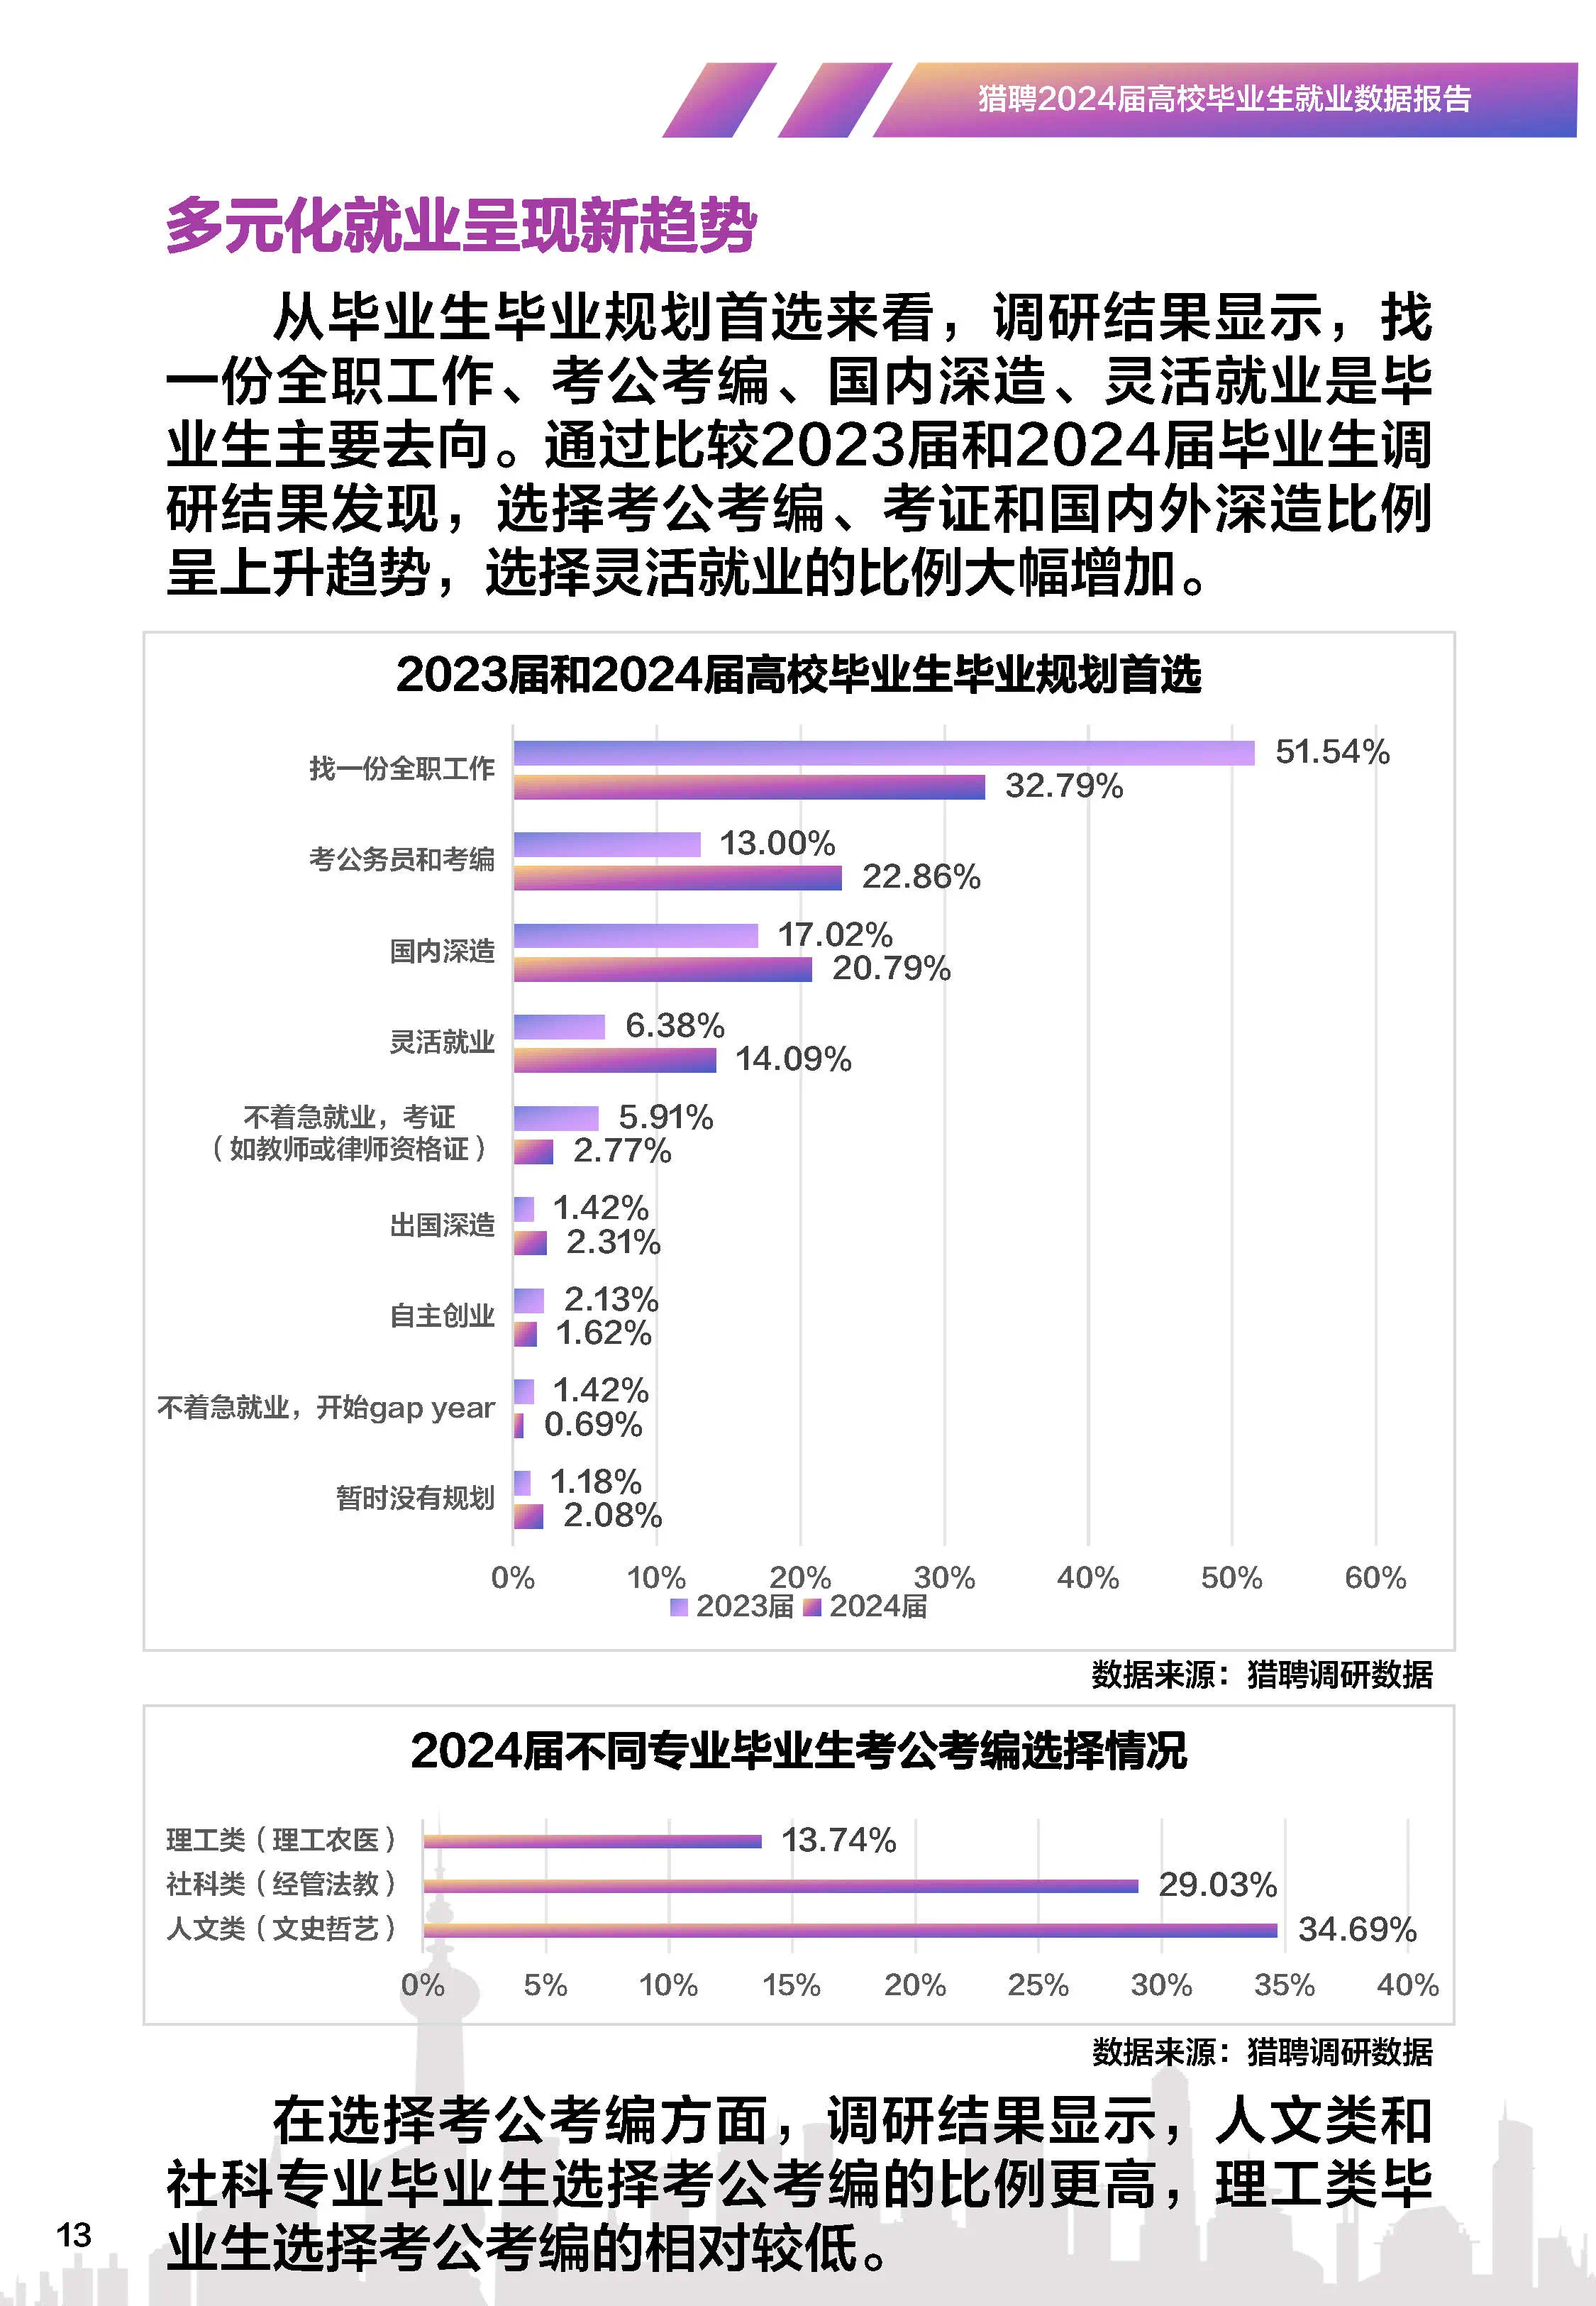 猎聘2024届高校毕业生就业数据报告
多元化就业呈现新趋势
从毕业生毕业规划首选来看，调研结果显示，找
一份全职工作、考公考编、国内深造、灵活就业是毕
业生主要去向。通过比较2023届和2024届毕业生调
研结果发现，选择考公考编、考证和国内外深造比例
呈上升趋势，选择灵活就业的比例大幅增加。
2023届和2024届高校毕业生毕业规划首选
找一份全职工作
51.54%
32.79%
考公务员和考编
13.00%
22.86%
国内深造
17.02%
20.79%
灵活就业
6.38%
14.09%
不着急就业，考证
（如教师或律师资格证）
5.91%
2.77%
出国深造
1.42%
2.31%
自主创业
2.13%
1.62%
不着急就业，开始gap year
1.42%
0.69%
暂时没有规划
1.18%
2.08%
0% 10% 20% 30% 40% 50% 60%
2023届 2024届
数据来源：猎聘调研数据
2024届不同专业毕业生考公考编选择情况
理工类（理工农医） 13.74%
社科类（经管法教） 29.03%
人文类（文史哲艺） 34.69%
0% 5% 10% 15% 20% 25% 30% 35% 40%
数据来源：猎聘调研数据
在选择考公考编方面，调研结果显示，人文类和
社科专业毕业生选择考公考编的比例更高，理工类毕
业生选择考公考编的相对较低。
13